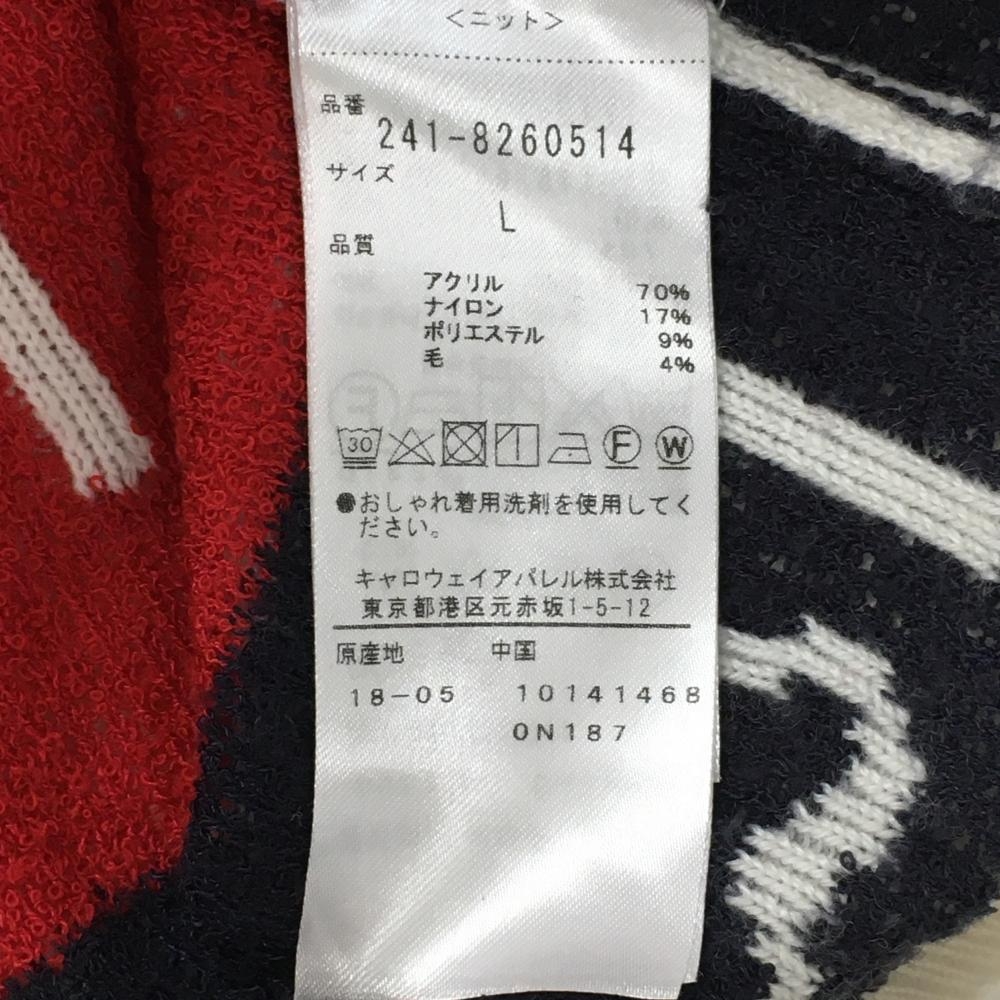 ＜ニット＞
品番
241-8260514
サイズ
L
品質
アクリル 70%
ナイロン 17%
ポリエステル 9%
毛 4%
30 F W
●おしゃれ着用洗剤を使用してく
ださい。
キャロウェイアパレル株式会社
東京都港区元赤坂1-5-12
原産地 中国
18-05 10141468
0N187